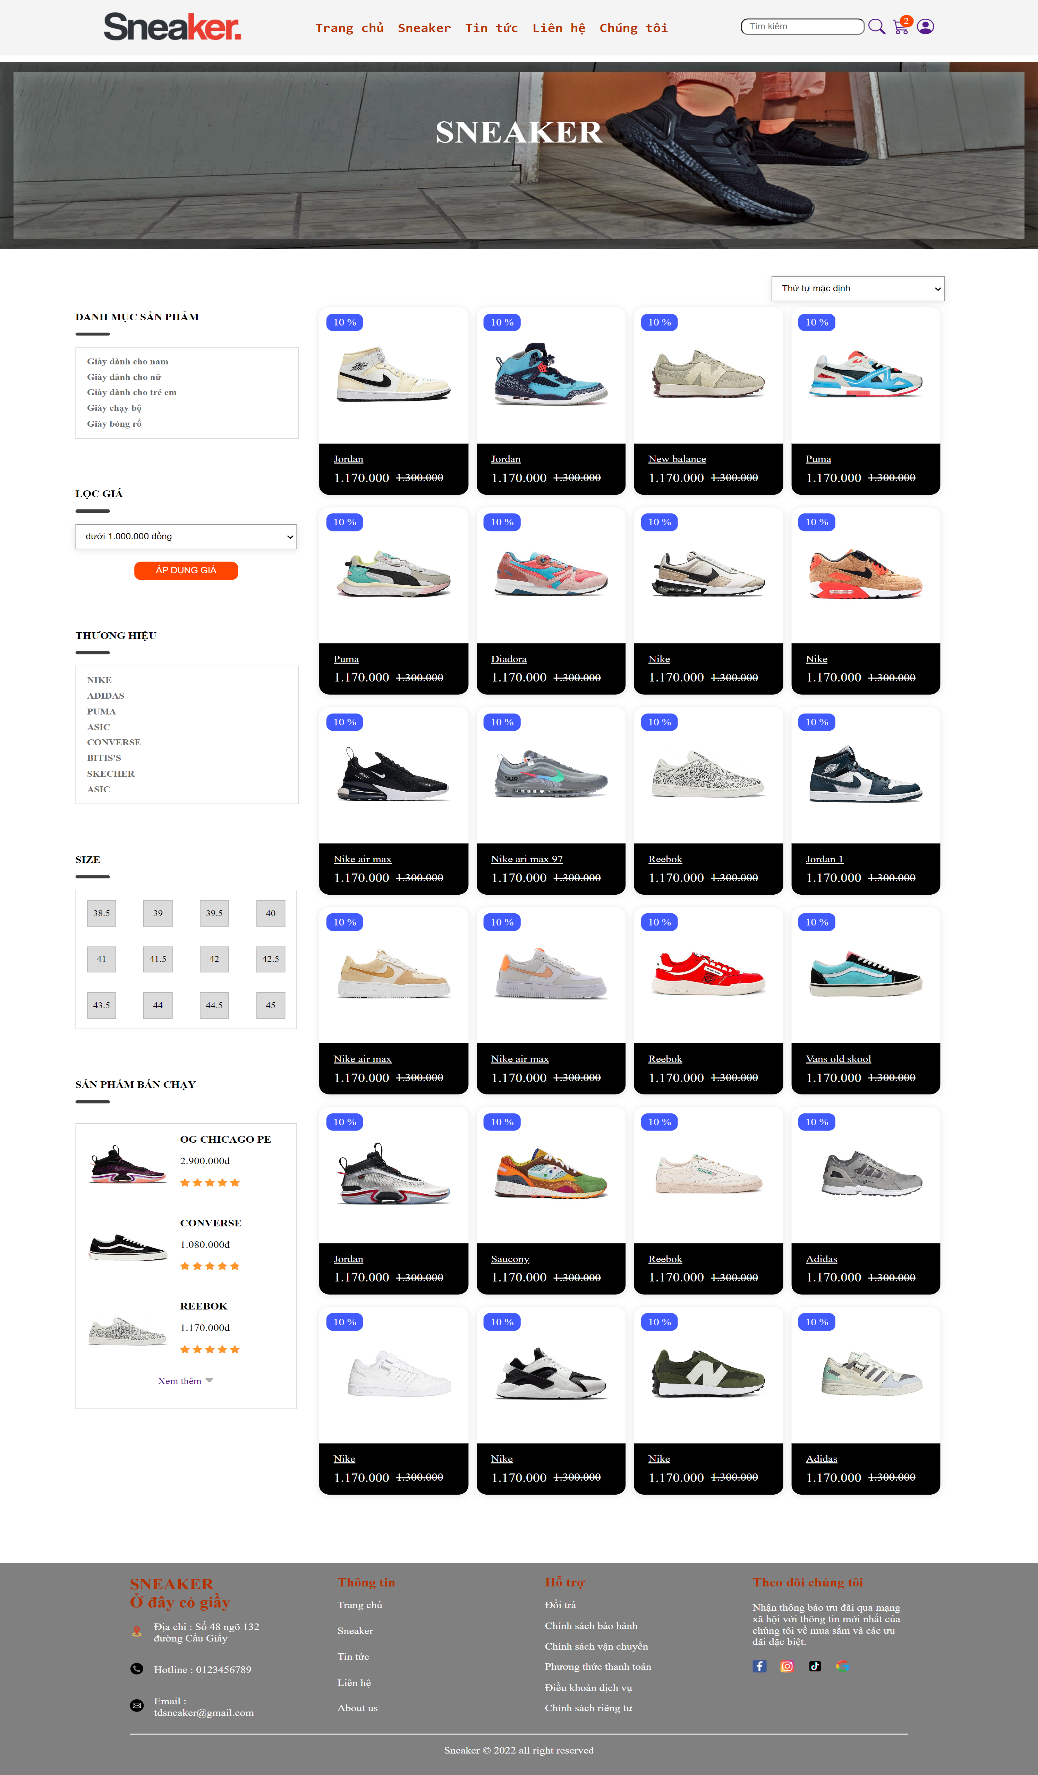 Sneaker.
Trang chủ Sneaker Tin tức Liên hệ Chúng tôi
Tìm kiếm
2
SNEAKER
Thứ tự mặc định
DANH MỤC SẢN PHẨM
Giày dành cho nam
Giày dành cho nữ
Giày dành cho trẻ em
Giày chạy bộ
Giày bóng rổ
LỌC GIÁ
dưới 1.000.000 đồng
ÁP DỤNG GIÁ
THƯƠNG HIỆU
NIKE
ADIDAS
PUMA
ASIC
CONVERSE
BITIS'S
SKECHER
ASIC
SIZE
38.5 39 39.5 40
41 41.5 42 42.5
43.5 44 44.5 45
SẢN PHẨM BÁN CHẠY
OG CHICAGO PE
2.900.000đ
CONVERSE
1.080.000đ
REEBOK
1.170.000đ
Xem thêm
10 % 10 % 10 % 10 %
Jordan Jordan New balance Puma
1.170.000 1.300.000 1.170.000 1.300.000 1.170.000 1.300.000 1.170.000 1.300.000
10 % 10 % 10 % 10 %
Puma Diadora Nike Nike
1.170.000 1.300.000 1.170.000 1.300.000 1.170.000 1.300.000 1.170.000 1.300.000
10 % 10 % 10 % 10 %
Nike air max Nike ari max 97 Reebok Jordan 1
1.170.000 1.300.000 1.170.000 1.300.000 1.170.000 1.300.000 1.170.000 1.300.000
10 % 10 % 10 % 10 %
Nike air max Nike air max Reebok Vans old skool
1.170.000 1.300.000 1.170.000 1.300.000 1.170.000 1.300.000 1.170.000 1.300.000
10 % 10 % 10 % 10 %
Jordan Saucony Reebok Adidas
1.170.000 1.300.000 1.170.000 1.300.000 1.170.000 1.300.000 1.170.000 1.300.000
10 % 10 % 10 % 10 %
Nike Nike Nike Adidas
1.170.000 1.300.000 1.170.000 1.300.000 1.170.000 1.300.000 1.170.000 1.300.000
SNEAKER
Ở đây có giầy
Địa chỉ : Số 48 ngõ 132
đường Cầu Giấy
Hotline : 0123456789
Email :
tdsneaker@gmail.com
Thông tin
Trang chủ
Sneaker
Tin tức
Liên hệ
About us
Hỗ trợ
Đổi trả
Chính sách bảo hành
Chính sách vận chuyển
Phương thức thanh toán
Điều khoản dịch vụ
Chính sách riêng tư
Theo dõi chúng tôi
Nhận thông báo ưu đãi qua mạng
xã hội với thông tin mới nhất của
chúng tôi về mua sắm và các ưu
đãi đặc biệt.
Sneaker © 2022 all right reserved